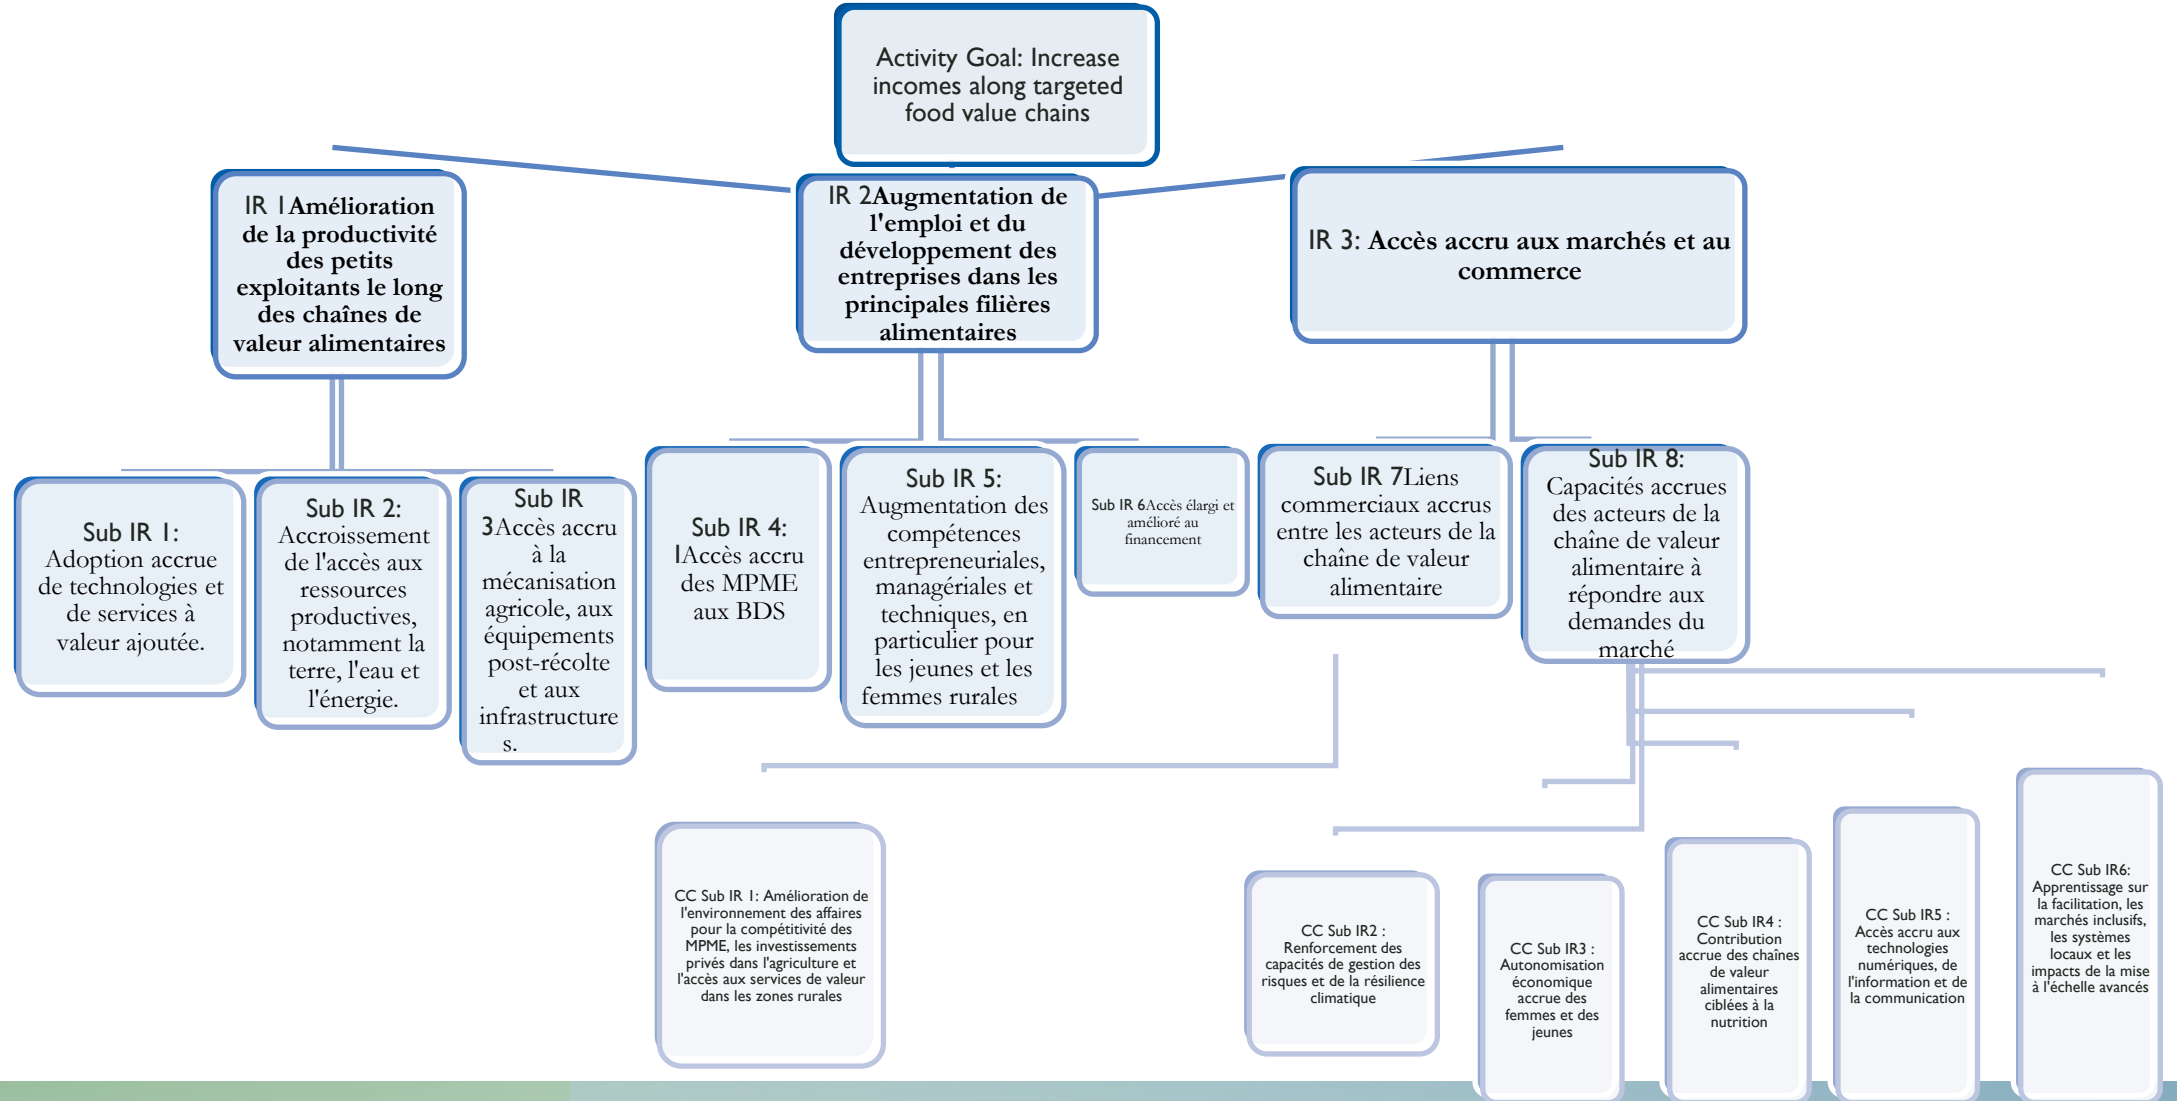 Activity Goal: Increase
incomes along targeted
food value chains
IR 1Amélioration
de la productivité
des petits
exploitants le long
des chaînes de
valeur alimentaires
IR 2Augmentation de
l'emploi et du
développement des
entreprises dans les
principales filières
alimentaires
IR 3: Accès accru aux marchés et au
commerce
Sub IR 1:
Adoption accrue
de technologies et
de services à
valeur ajoutée.
Sub IR 2:
Accroissement
de l'accès aux
ressources
productives,
notamment la
terre, l'eau et
l'énergie.
Sub IR
3Accès accru
à la
mécanisation
agricole, aux
équipements
post-récolte
et aux
infrastructure
s.
Sub IR 4:
lAccès accru
des MPME
aux BDS
Sub IR 5:
Augmentation des
compétences
entrepreneuriales,
managériales et
techniques, en
particulier pour
les jeunes et les
femmes rurales
Sub IR 6Accès élargi et
amélioré au
financement
Sub IR 7Liens
commerciaux accrus
entre les acteurs de la
chaîne de valeur
alimentaire
Sub IR 8:
Capacités accrues
des acteurs de la
chaîne de valeur
alimentaire à
répondre aux
demandes du
marché
CC Sub IR 1: Amélioration de
l'environnement des affaires
pour la compétitivité des
MPME, les investissements
privés dans l'agriculture et
l'accès aux services de valeur
dans les zones rurales
CC Sub IR2 :
Renforcement des
capacités de gestion des
risques et de la résilience
climatique
CC Sub IR3 :
Autonomisation
économique
accrue des
femmes et des
jeunes
CC Sub IR4 :
Contribution
accrue des chaînes
de valeur
alimentaires
ciblées à la
nutrition
CC Sub IR5 :
Accès accru aux
technologies
numériques, de
l'information et de
la communication
CC Sub IR6:
Apprentissage sur
la facilitation, les
marchés inclusifs,
les systèmes
locaux et les
impacts de la mise
à l'échelle avancés